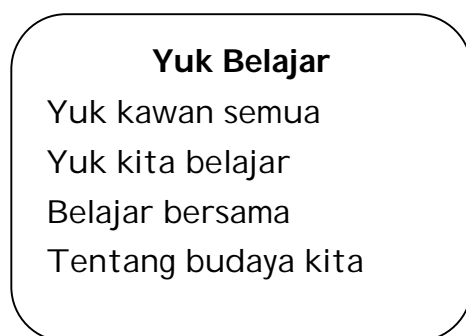 Yuk Belajar
Yuk kawan semua
Yuk kita belajar
Belajar bersama
Tentang budaya kita